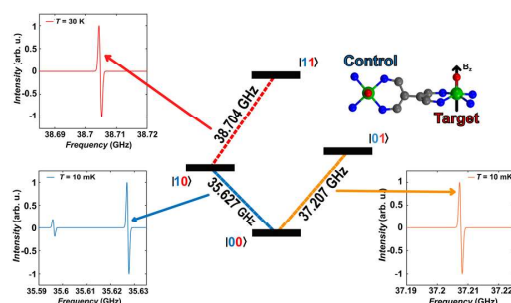 T = 30 K
Intensity (arb. u.)
1
0.5
0
-0.5
-1
38.69 38.7 38.71 38.72
Frequency (GHz)
|11⟩
38.704 GHz
Control
Target
|10⟩
|01⟩
35.627 GHz
37.207 GHz
|00⟩
T = 10 mK
Intensity (arb. u.)
1
0.5
0
-0.5
-1
35.59 35.6 35.61 35.62 35.63
Frequency (GHz)
T = 10 mK
Intensity (arb. u.)
1
0.5
0
-0.5
-1
37.19 37.2 37.21 37.22
Frequency (GHz)